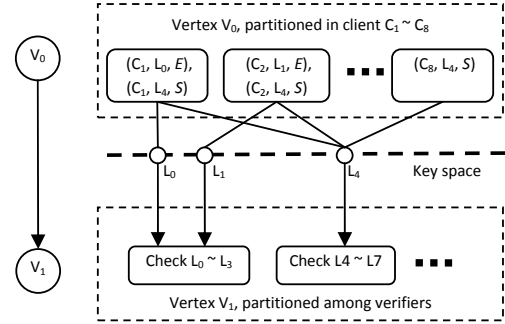 Vertex V₀, partitioned in client C₁ ~ C₈
V₀
(C₁, L₀, E),
(C₁, L₄, S)
(C₂, L₁, E),
(C₂, L₄, S)
(C₈, L₄, S)
L₀
L₁
L₄
Key space
V₁
Check L₀ ~ L₃
Check L4 ~ L7
Vertex V₁, partitioned among verifiers